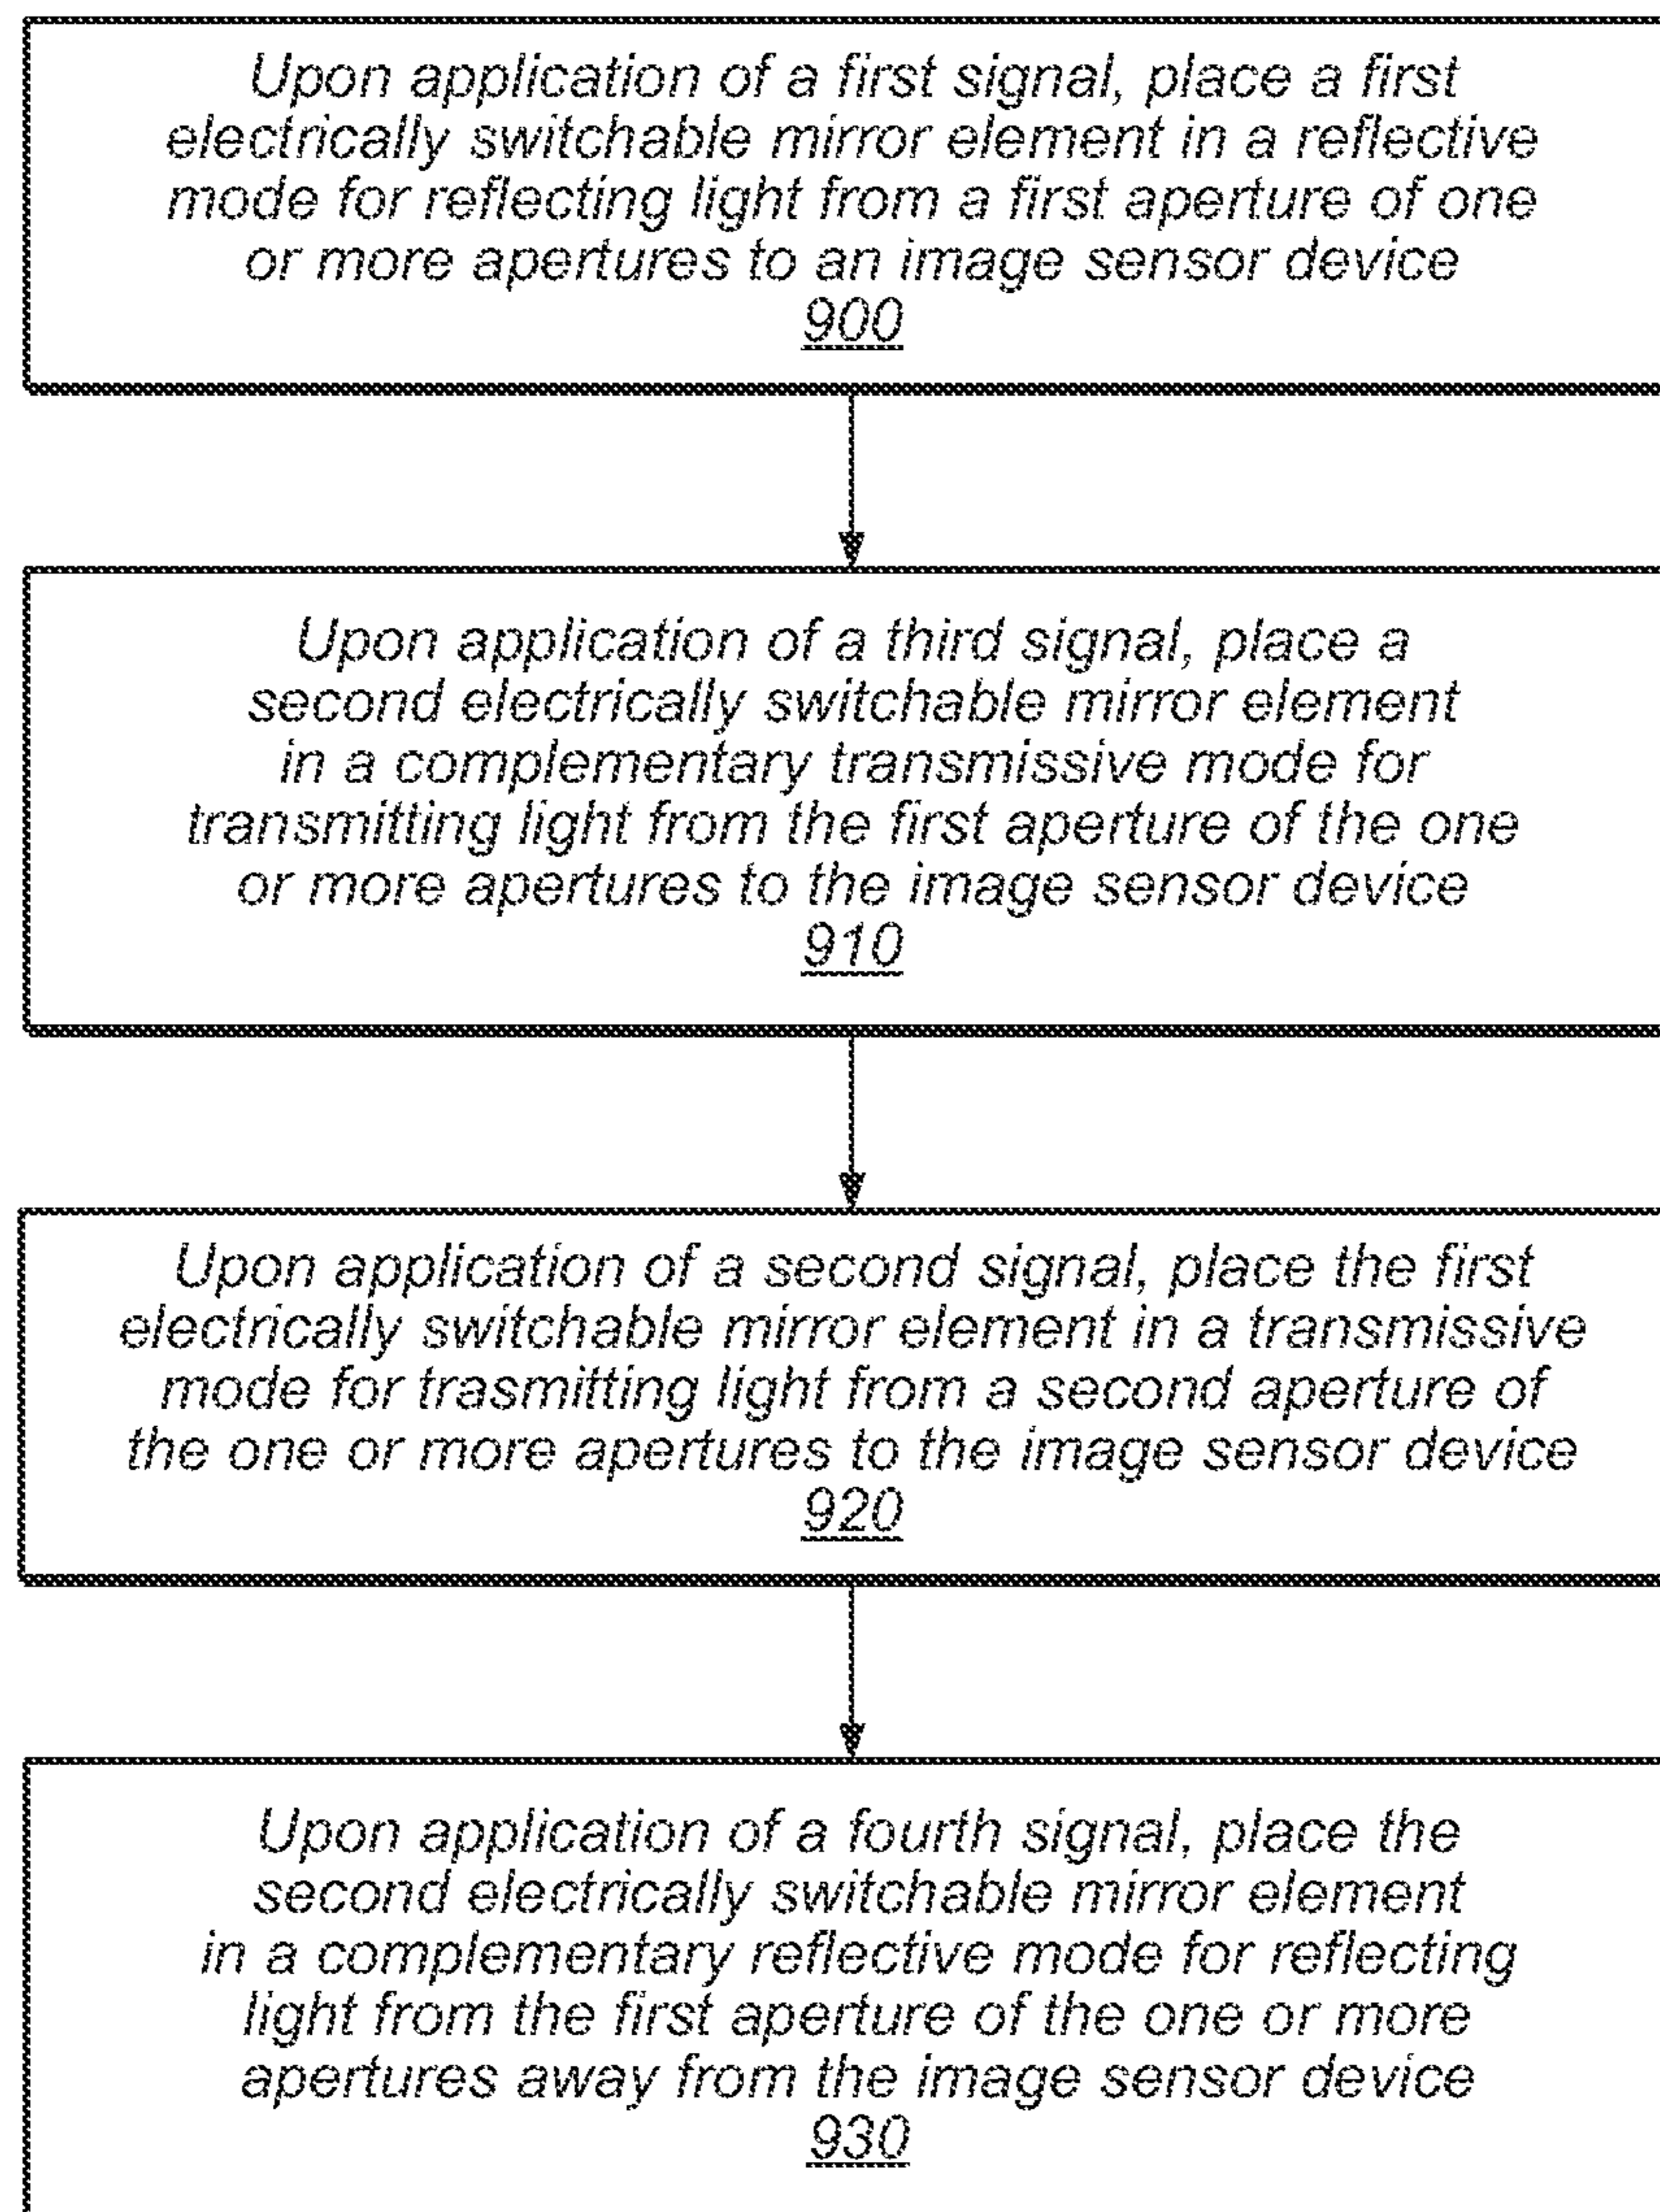 Upon application of a first signal, place a first
electrically switchable mirror element in a reflective
mode for reflecting light from a first aperture of one
or more apertures to an image sensor device
900
Upon application of a third signal, place a
second electrically switchable mirror element
in a complementary transmissive mode for
transmitting light from the first aperture of the one
or more apertures to the image sensor device
910
Upon application of a second signal, place the first
electrically switchable mirror element in a transmissive
mode for trasmitting light from a second aperture of
the one or more apertures to the image sensor device
920
Upon application of a fourth signal, place the
second electrically switchable mirror element
in a complementary reflective mode for reflecting
light from the first aperture of the one or more
apertures away from the image sensor device
930